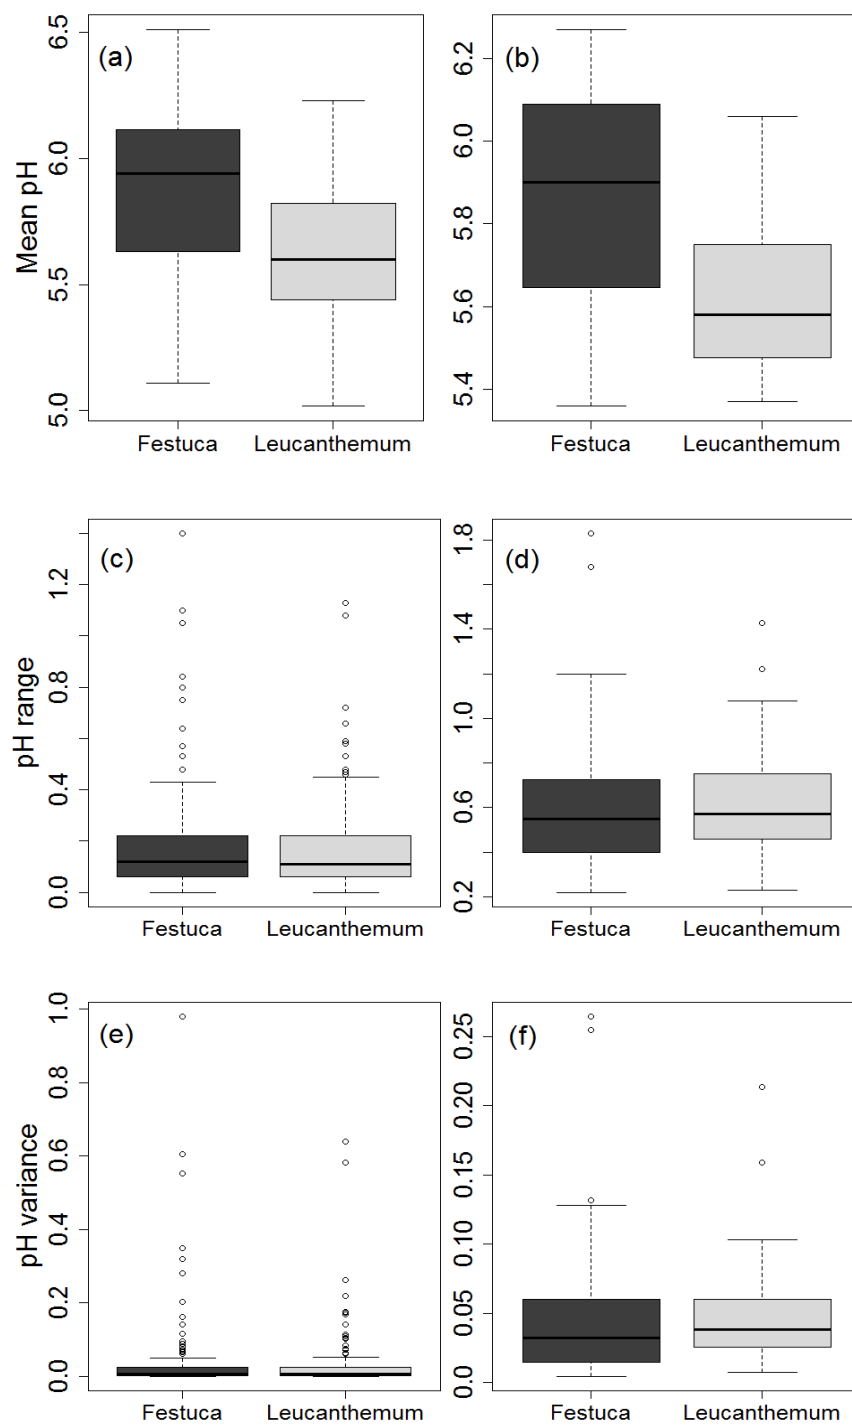 (a)
Mean pH
5.0 5.5 6.0 6.5
Festuca Leucanthemum
(b)
5.4 5.6 5.8 6.0 6.2
Festuca Leucanthemum
(c)
pH range
0.0 0.4 0.8 1.2
Festuca Leucanthemum
(d)
0.2 0.6 1.0 1.4 1.8
Festuca Leucanthemum
(e)
pH variance
0.0 0.2 0.4 0.6 0.8 1.0
Festuca Leucanthemum
(f)
0.0 0.05 0.10 0.15 0.20 0.25
Festuca Leucanthemum